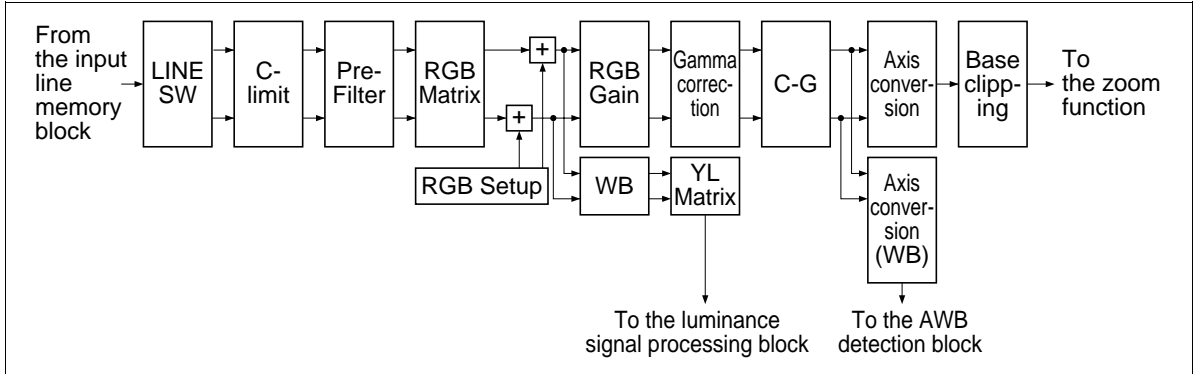 From
the input
line
memory
block
LINE
SW
C-
limit
Pre-
Filter
RGB
Matrix
+
+
RGB Setup
RGB
Gain
Gamma
correc-
tion
C-G
Axis
conver-
sion
Base
clipp-
ing
To
the zoom
function
WB
YL
Matrix
Axis
conver-
sion
(WB)
To the luminance
signal processing block
To the AWB
detection block